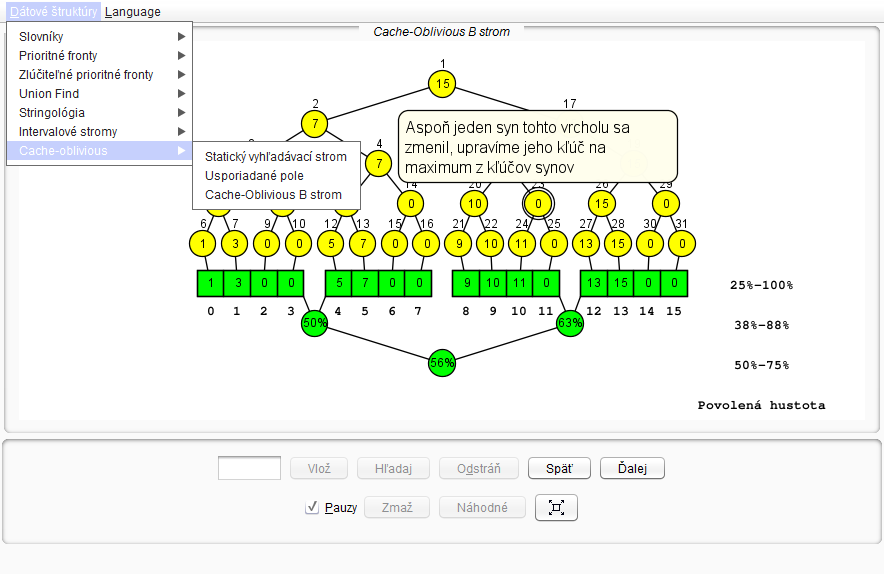 Dátové štruktúry Language
Slovníky
Prioritné fronty
Zlúčiteľné prioritné fronty
Union Find
Stringológia
Intervalové stromy
Cache-oblivious
Statický vyhľadávací strom
Usporiadané pole
Cache-Oblivious B strom
Cache-Oblivious B strom
1
15
2 17
7
Aspoň jeden syn tohto vrcholu sa
zmenil, upravíme jeho kľúč na
maximum z kľúčov synov
4
7
0 10 0 15 0
6 7 9 10 12 13 15 16 21 22 24 25 27 28 30 31
1 3 0 0 5 7 0 0 9 10 11 0 13 15 0 0
1 3 0 0 5 7 0 0 9 10 11 0 13 15 0 0 25%-100%
0 1 2 3 4 5 6 7 8 9 10 11 12 13 14 15
50% 63% 38%-88%
56% 50%-75%
Povolená hustota
Vlož Hľadaj Odstráň Späť Ďalej
Pauzy Zmaž Náhodné